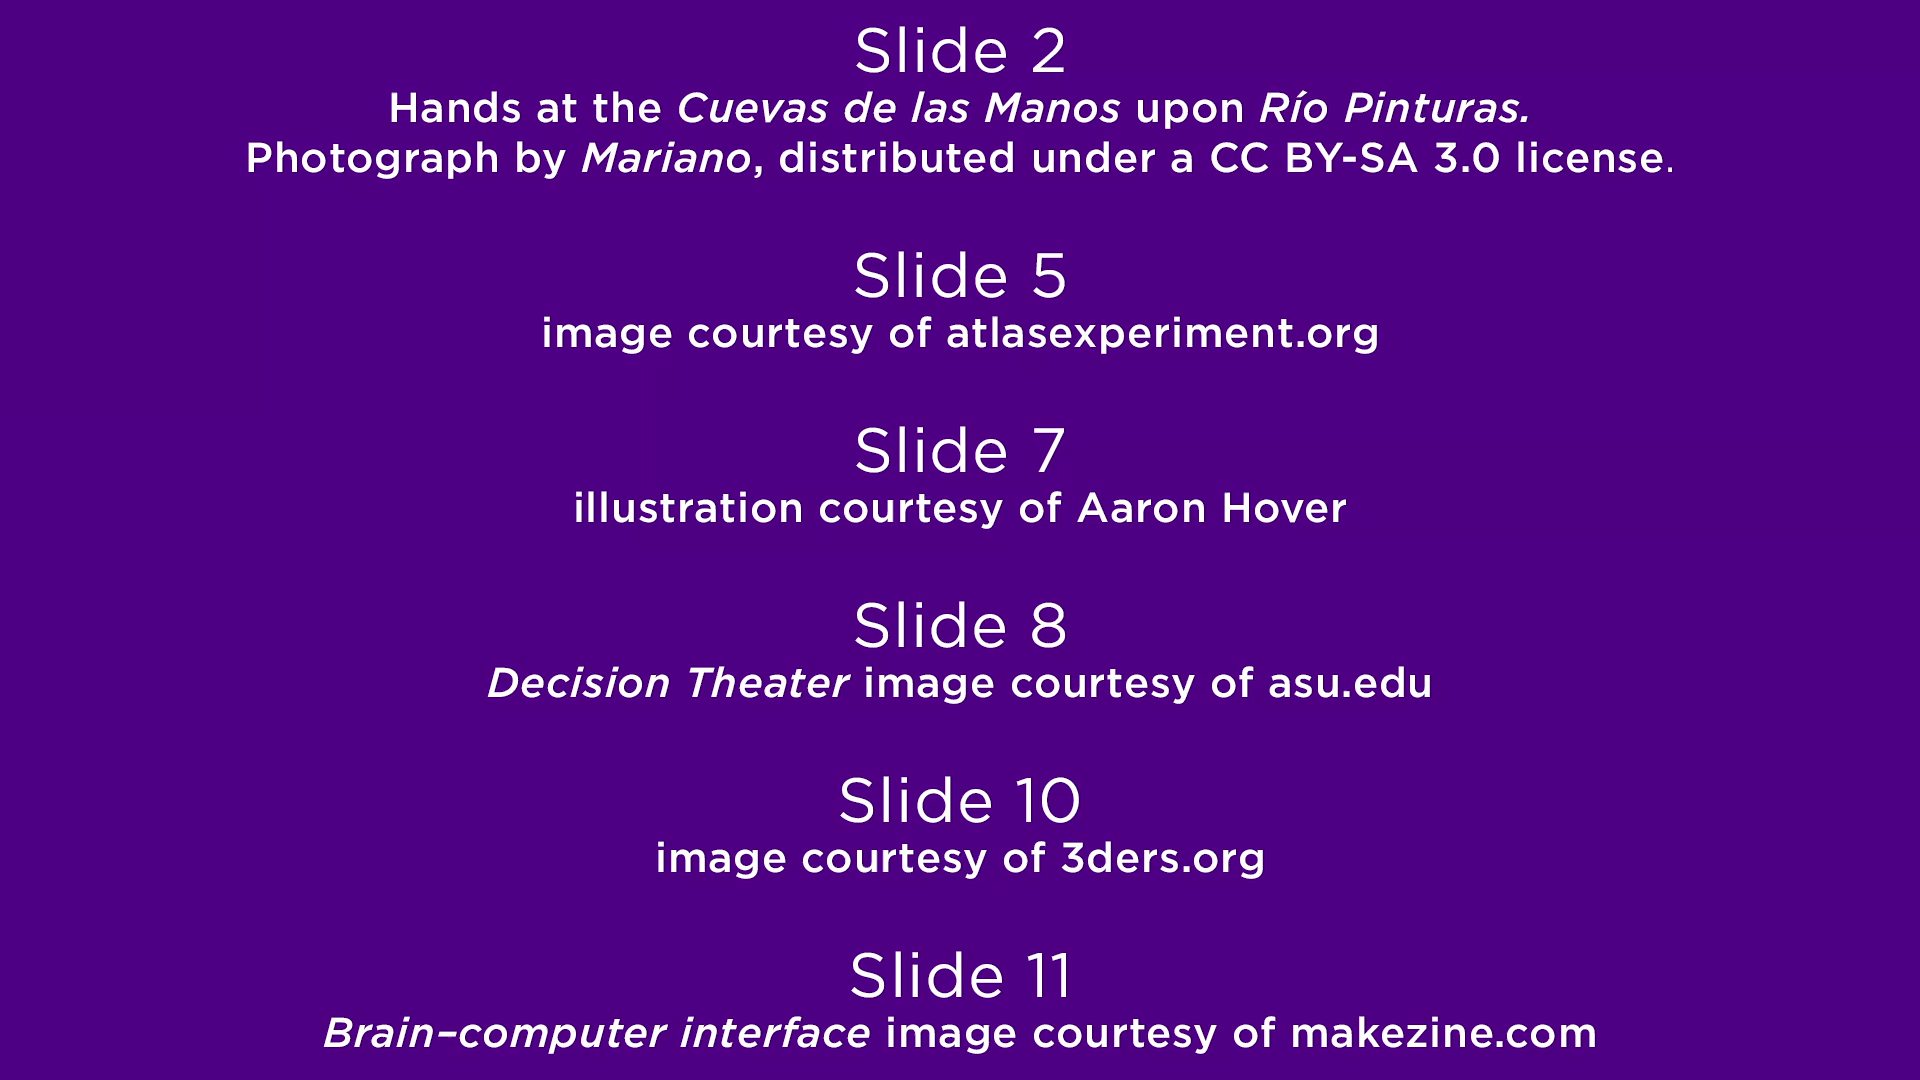 Slide 2
Hands at the Cuevas de las Manos upon Río Pinturas.
Photograph by Mariano, distributed under a CC BY-SA 3.0 license.
Slide 5
image courtesy of atlasexperiment.org
Slide 7
illustration courtesy of Aaron Hover
Slide 8
Decision Theater image courtesy of asu.edu
Slide 10
image courtesy of 3ders.org
Slide 11
Brain–computer interface image courtesy of makezine.com